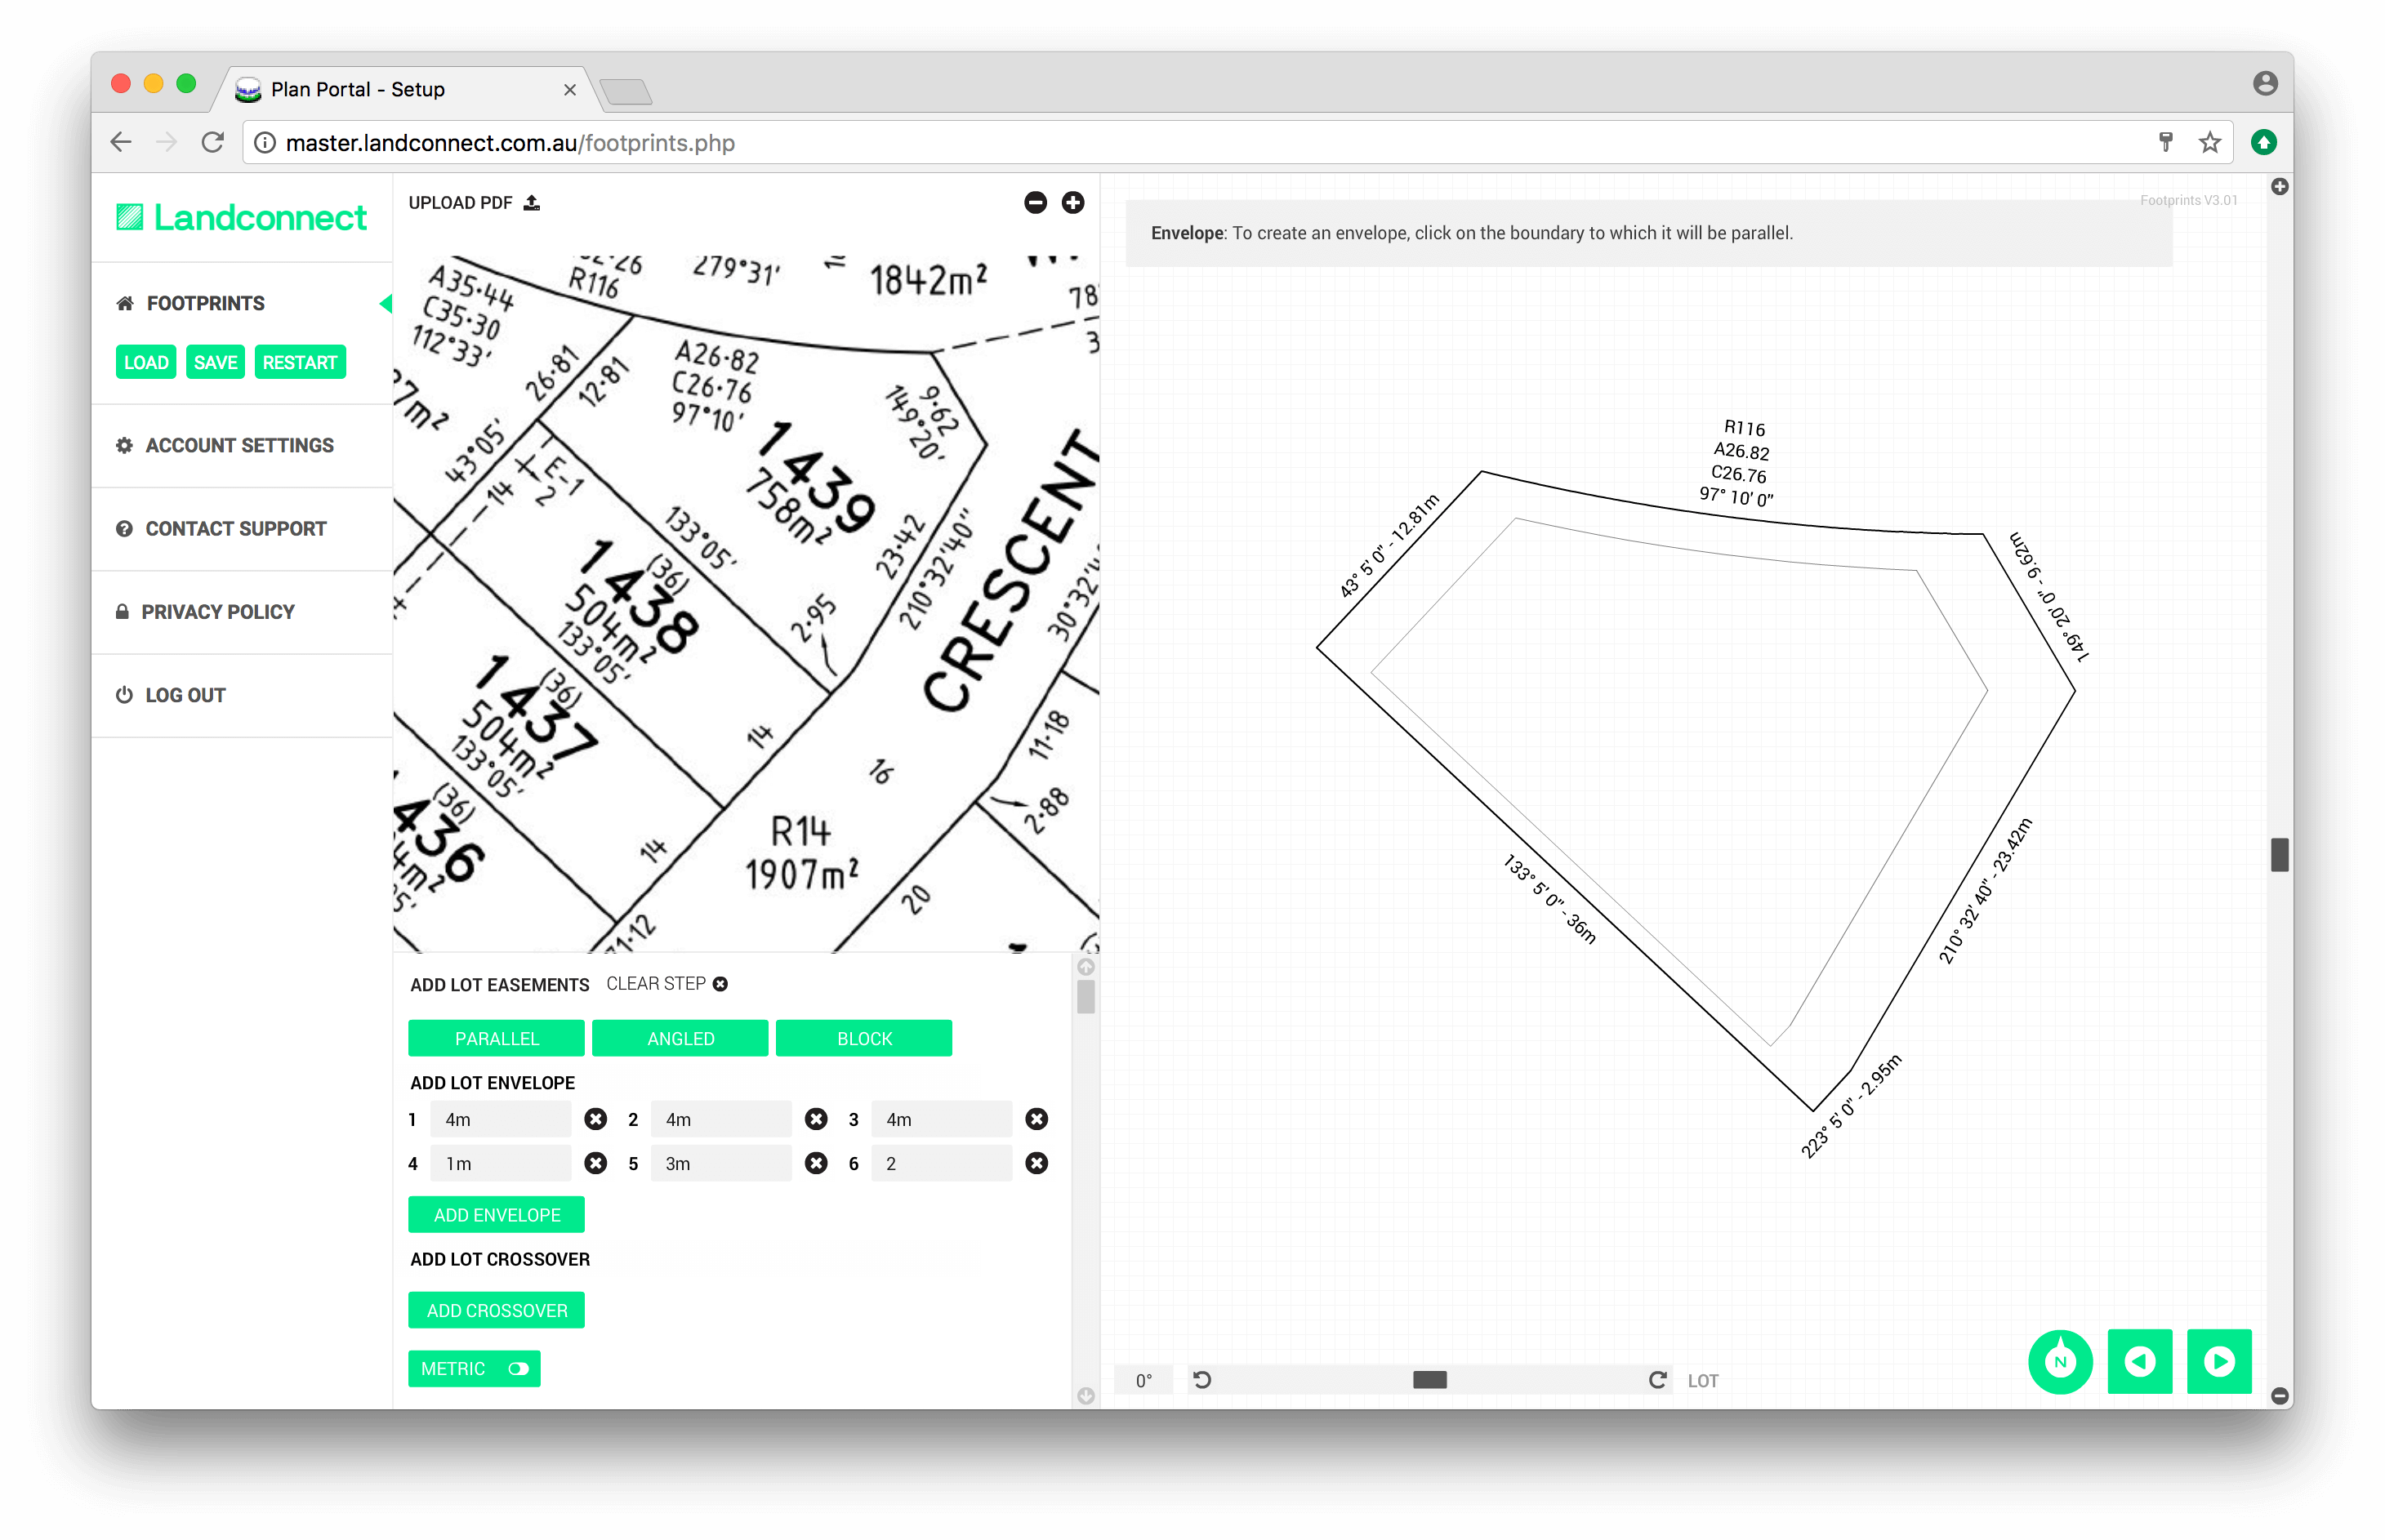 Plan Portal - Setup
master.landconnect.com.au/footprints.php
Landconnect
FOOTPRINTS
LOAD SAVE RESTART
ACCOUNT SETTINGS
CONTACT SUPPORT
PRIVACY POLICY
LOG OUT
UPLOAD PDF
R116
279°31'
1842m²
78
3
A35·44
C35·30
112°33'
26·81
12·81
A26·82
C26·76
97°10'
9·62
149°20'
7m²
43°05'
14
E-1
2
1439
758m²
133°05'
23·42
210°32'40"
CRESCENT
2·95
(36)
1438
504m²
133°05'
(36)
1437
504m²
133°05'
14
16
11·18
2·88
(36)
436
14
R14
1907m²
20
71·12
ADD LOT EASEMENTS CLEAR STEP
PARALLEL ANGLED BLOCK
ADD LOT ENVELOPE
1 4m 2 4m 3 4m
4 1m 5 3m 6 2
ADD ENVELOPE
ADD LOT CROSSOVER
ADD CROSSOVER
METRIC
Footprints V3.01
Envelope: To create an envelope, click on the boundary to which it will be parallel.
R116
A26.82
C26.76
97° 10' 0"
43° 5' 0" - 12.81m
149° 20' 0" - 9.62m
133° 5' 0" - 36m
210° 32' 40" - 23.42m
223° 5' 0" - 2.95m
0°
LOT
N